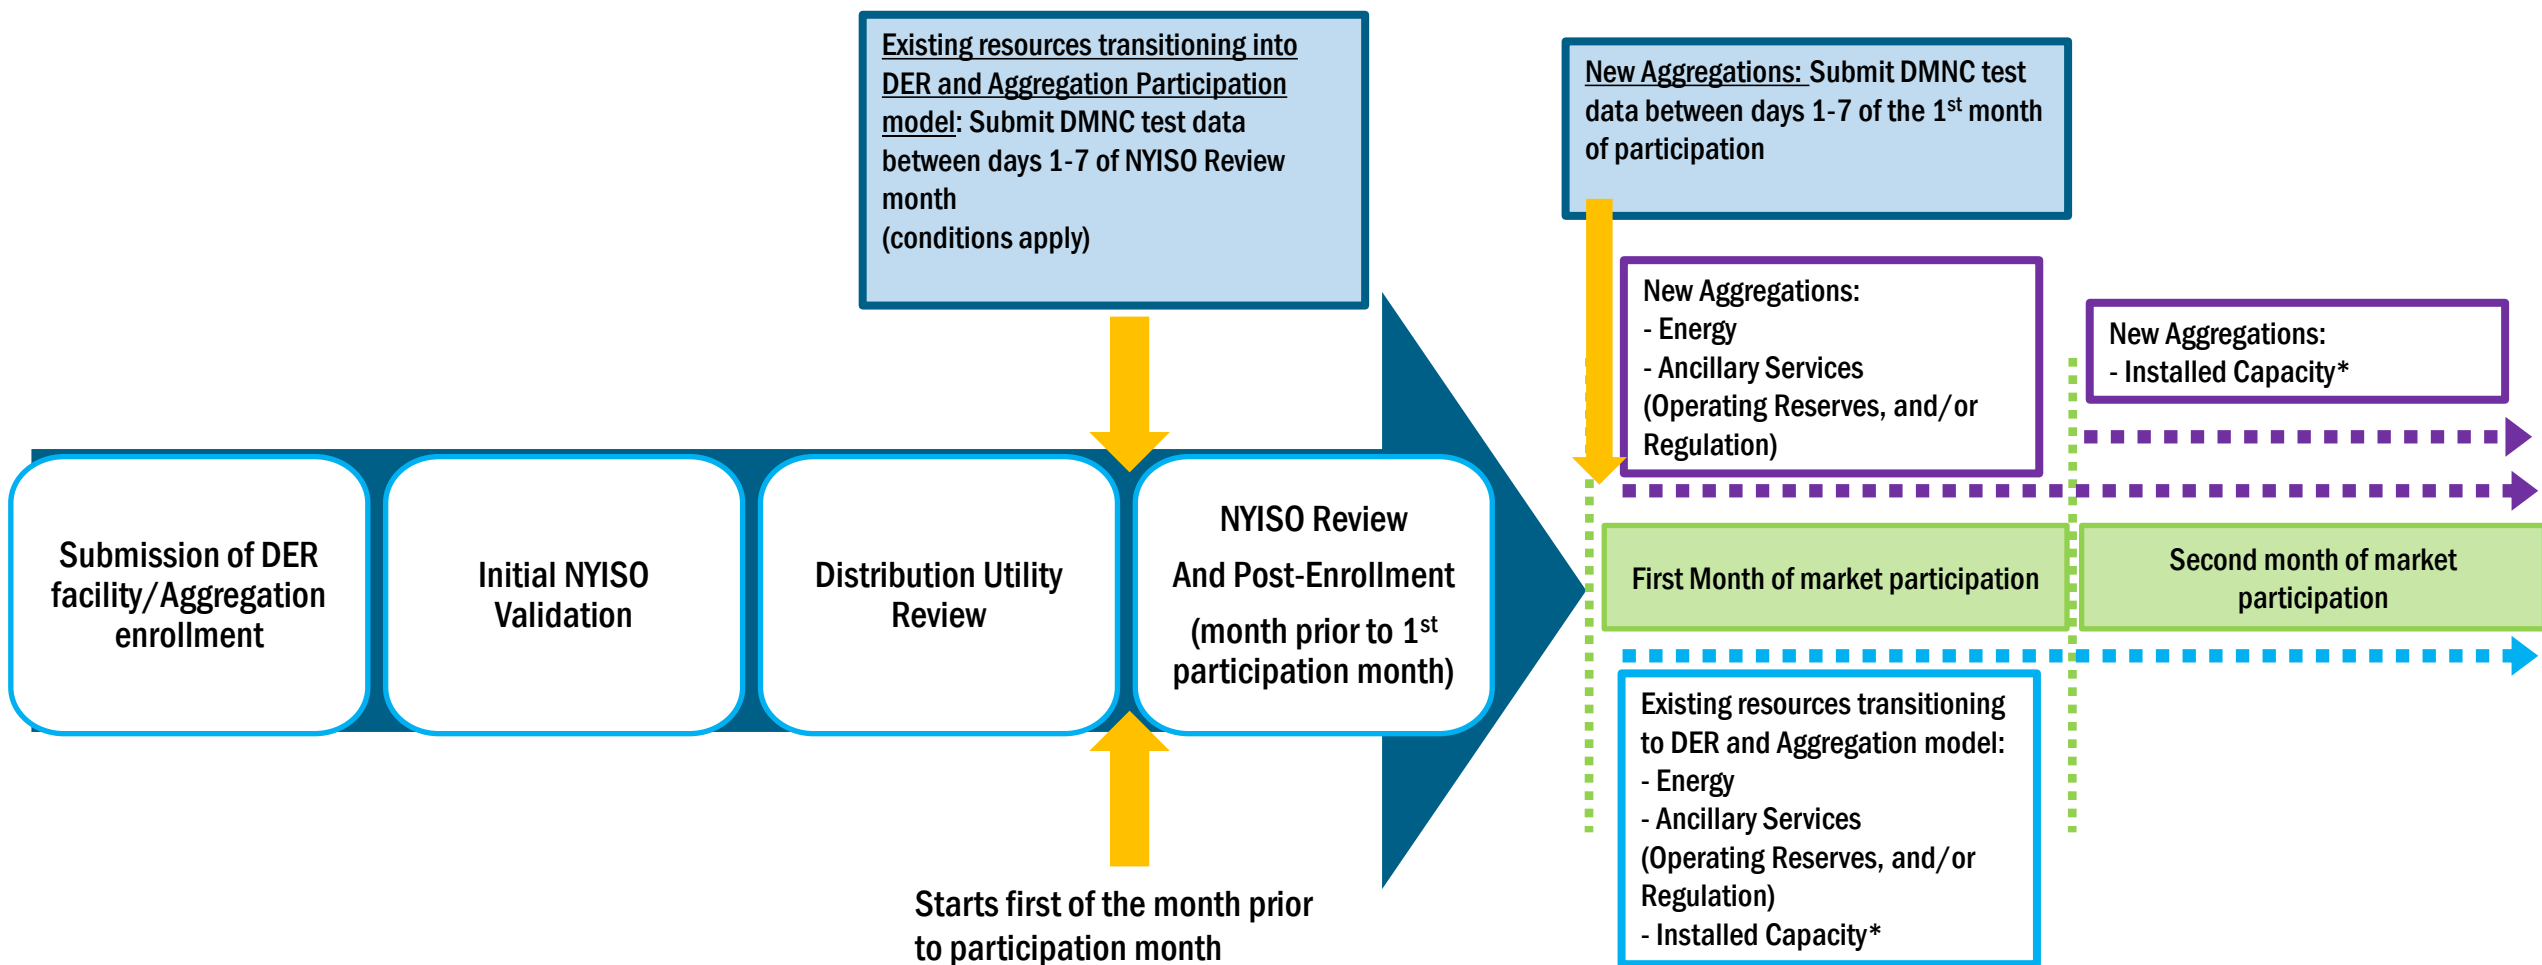 Existing resources transitioning into
DER and Aggregation Participation
model: Submit DMNC test data
between days 1-7 of NYISO Review
month
(conditions apply)
New Aggregations: Submit DMNC test
data between days 1-7 of the 1st month
of participation
New Aggregations:
- Energy
- Ancillary Services
(Operating Reserves, and/or
Regulation)
New Aggregations:
- Installed Capacity*
Submission of DER
facility/Aggregation
enrollment
Initial NYISO
Validation
Distribution Utility
Review
NYISO Review
And Post-Enrollment
(month prior to 1st
participation month)
First Month of market participation
Second month of market
participation
Existing resources transitioning
to DER and Aggregation model:
- Energy
- Ancillary Services
(Operating Reserves, and/or
Regulation)
- Installed Capacity*
Starts first of the month prior
to participation month